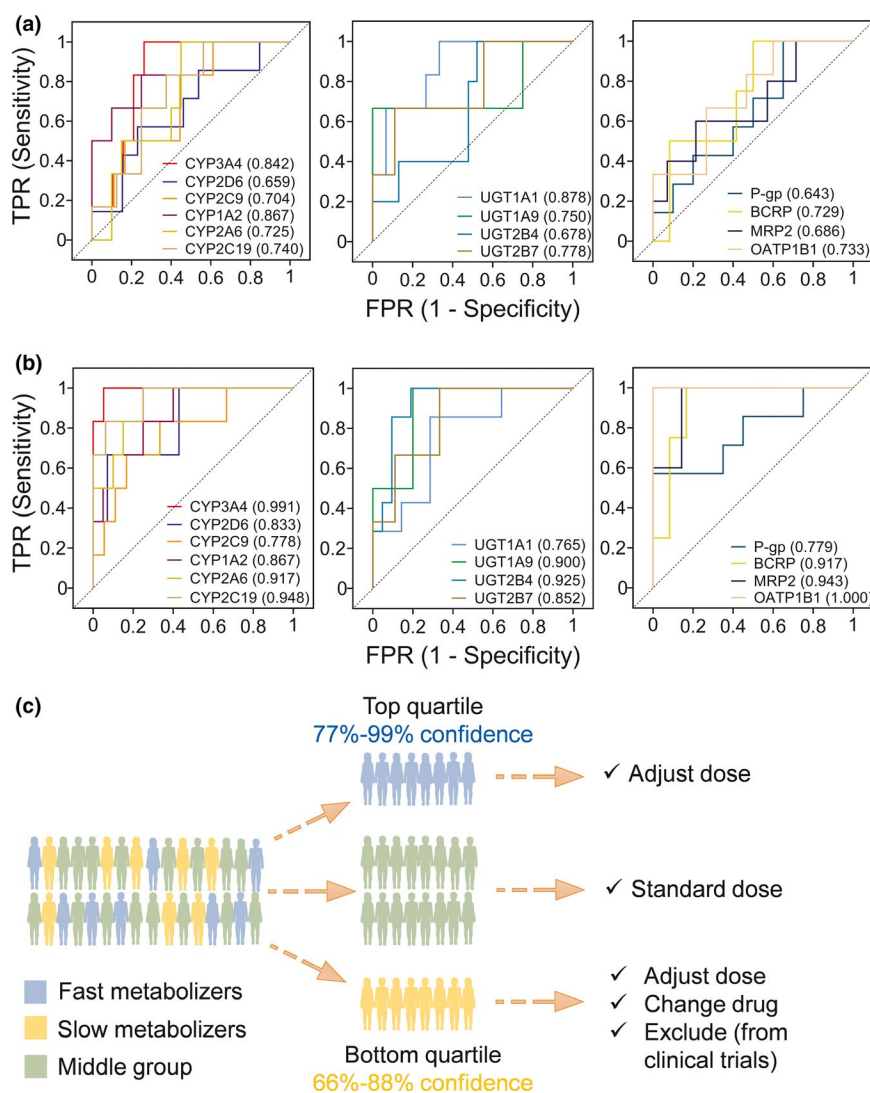 (a)
TPR (Sensitivity)
1
0.8
0.6
0.4
0.2
0
0 0.2 0.4 0.6 0.8 1
CYP3A4 (0.842)
CYP2D6 (0.659)
CYP2C9 (0.704)
CYP1A2 (0.867)
CYP2A6 (0.725)
CYP2C19 (0.740)
1
0.8
0.6
0.4
0.2
0
0 0.2 0.4 0.6 0.8 1
UGT1A1 (0.878)
UGT1A9 (0.750)
UGT2B4 (0.678)
UGT2B7 (0.778)
1
0.8
0.6
0.4
0.2
0
0 0.2 0.4 0.6 0.8 1
P-gp (0.643)
BCRP (0.729)
MRP2 (0.686)
OATP1B1 (0.733)
FPR (1 - Specificity)
(b)
TPR (Sensitivity)
1
0.8
0.6
0.4
0.2
0
0 0.2 0.4 0.6 0.8 1
CYP3A4 (0.991)
CYP2D6 (0.833)
CYP2C9 (0.778)
CYP1A2 (0.867)
CYP2A6 (0.917)
CYP2C19 (0.948)
1
0.8
0.6
0.4
0.2
0
0 0.2 0.4 0.6 0.8 1
UGT1A1 (0.765)
UGT1A9 (0.900)
UGT2B4 (0.925)
UGT2B7 (0.852)
1
0.8
0.6
0.4
0.2
0
0 0.2 0.4 0.6 0.8 1
P-gp (0.779)
BCRP (0.917)
MRP2 (0.943)
OATP1B1 (1.000)
FPR (1 - Specificity)
(c)
Top quartile
77%-99% confidence
✓ Adjust dose
✓ Standard dose
Fast metabolizers
Slow metabolizers
Middle group
Bottom quartile
66%-88% confidence
✓ Adjust dose
✓ Change drug
✓ Exclude (from
clinical trials)